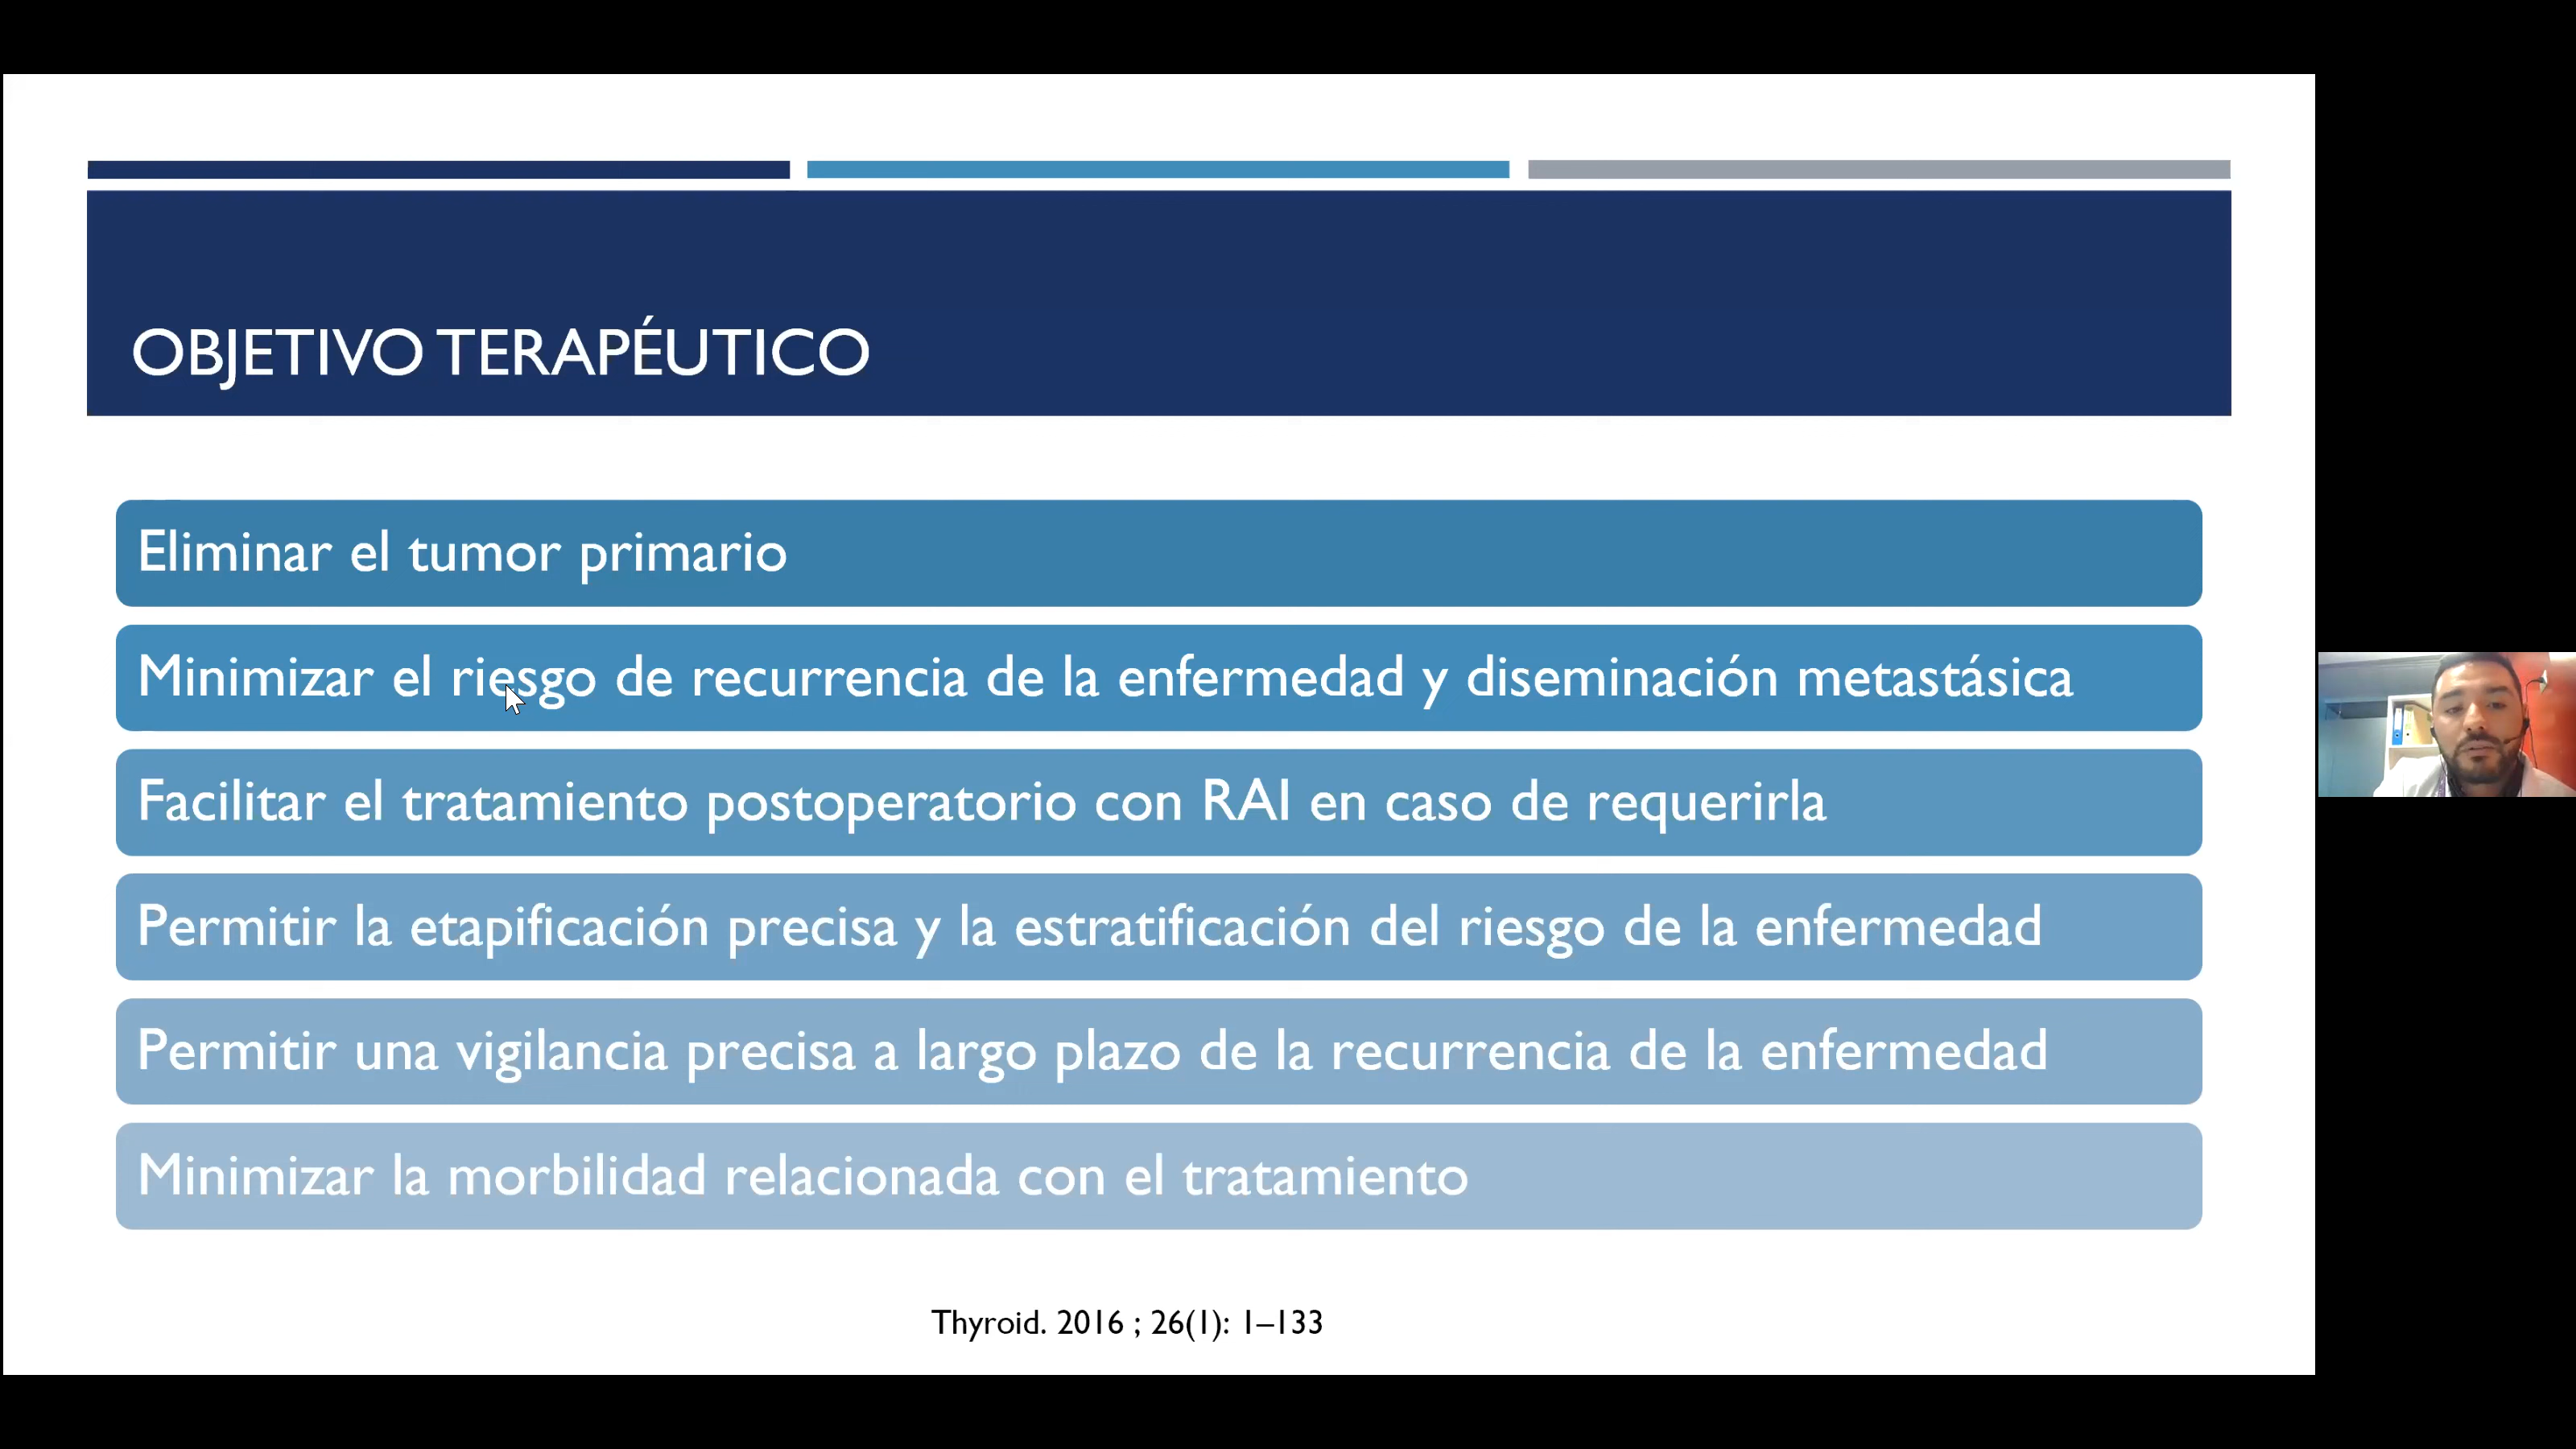 OBJETIVO TERAPÉUTICO
Eliminar el tumor primario
Minimizar el riesgo de recurrencia de la enfermedad y diseminación metastásica
Facilitar el tratamiento postoperatorio con RAI en caso de requerirla
Permitir la etapificación precisa y la estratificación del riesgo de la enfermedad
Permitir una vigilancia precisa a largo plazo de la recurrencia de la enfermedad
Minimizar la morbilidad relacionada con el tratamiento
Thyroid. 2016 ; 26(1): 1–133